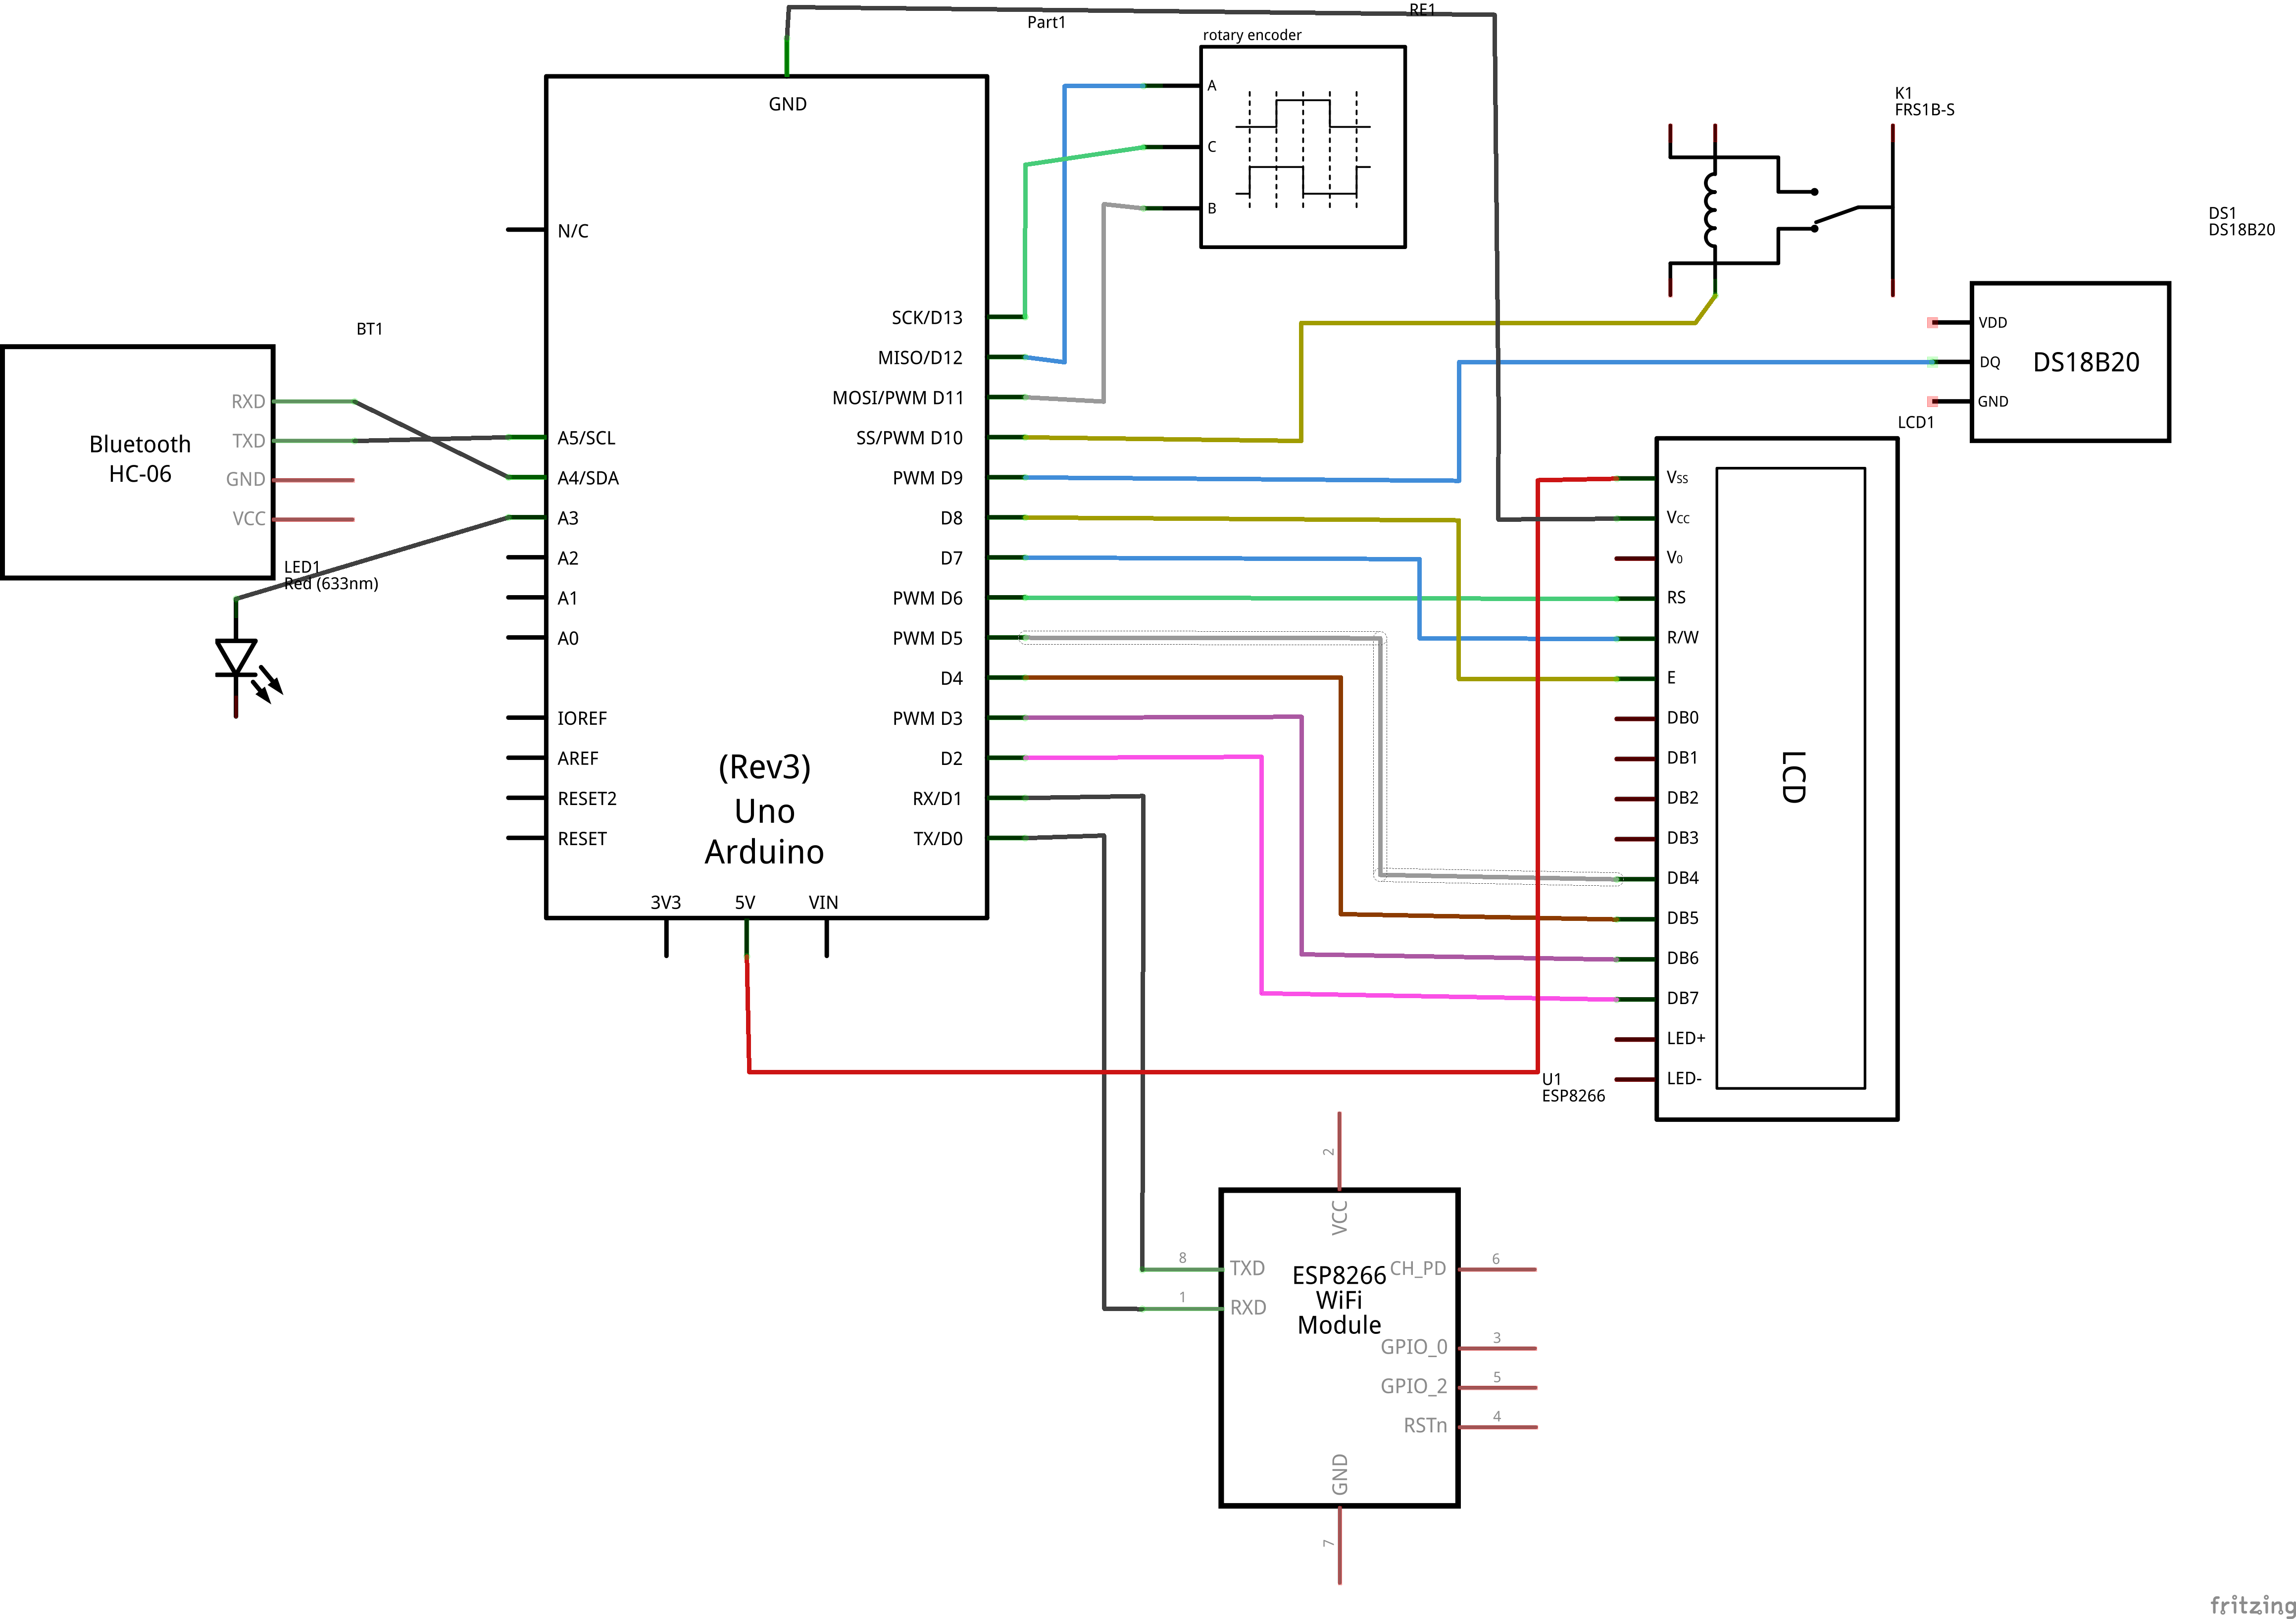 Part1
RE1
rotary encoder
A
C
B
GND
N/C
SCK/D13
MISO/D12
MOSI/PWM D11
SS/PWM D10
PWM D9
D8
D7
PWM D6
PWM D5
D4
PWM D3
D2
RX/D1
TX/D0
A5/SCL
A4/SDA
A3
A2
A1
A0
IOREF
AREF
RESET2
RESET
(Rev3)
Uno
Arduino
3V3
5V
VIN
BT1
Bluetooth
HC-06
RXD
TXD
GND
VCC
LED1
Red (633nm)
K1
FRS1B-S
DS1
DS18B20
VDD
DQ
GND
DS18B20
LCD1
Vss
Vcc
V0
RS
R/W
E
DB0
DB1
DB2
DB3
DB4
DB5
DB6
DB7
LED+
LED-
LCD
U1
ESP8266
2
VCC
8
TXD
1
RXD
ESP8266
WiFi
Module
CH_PD
6
GPIO_0
3
GPIO_2
5
RSTn
4
GND
7
fritzing